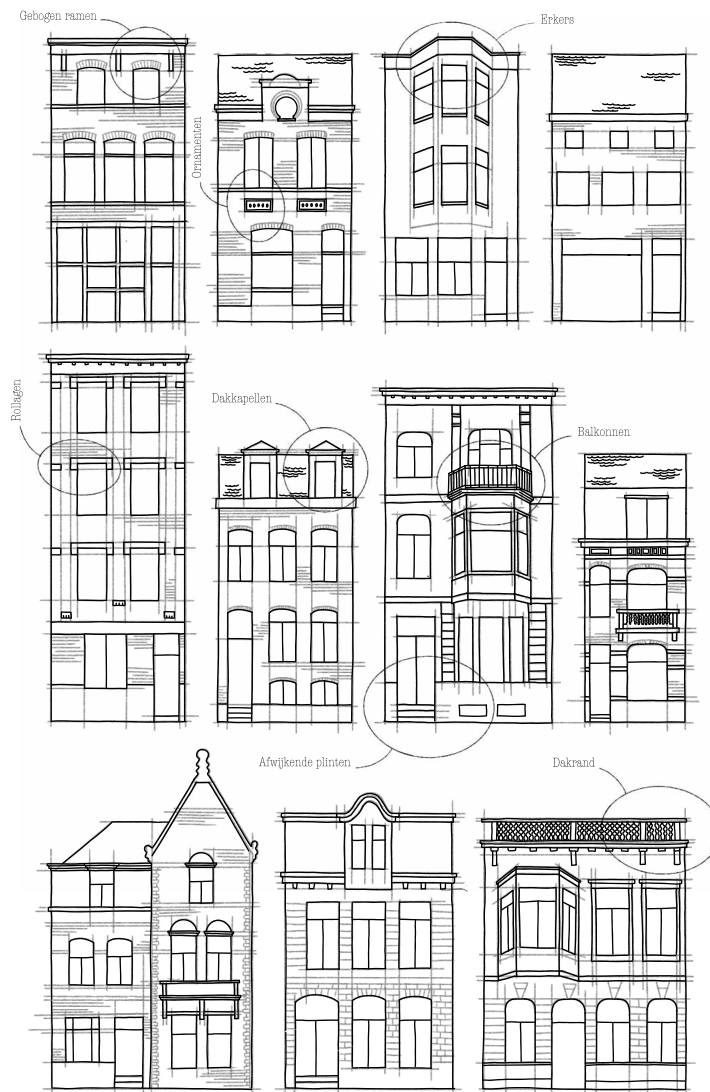 Gebogen ramen
Erkers
Ornamenten
Rollagen
Dakkapellen
Balkonnen
Afwijkende plinten
Dakrand